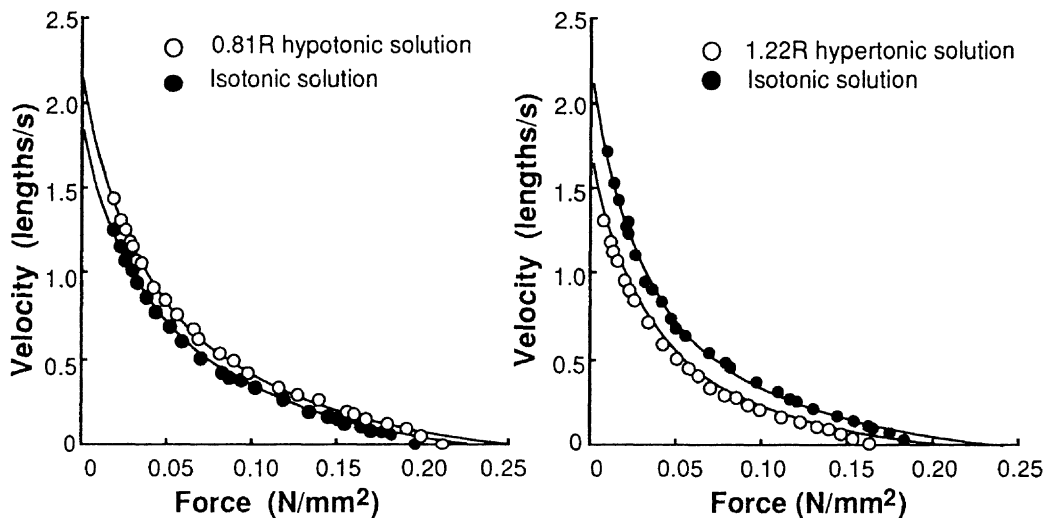 2.5
0.81R hypotonic solution
Isotonic solution
2.0
1.5
1.0
0.5
0
Velocity (lengths/s)
0 0.05 0.10 0.15 0.20 0.25
Force (N/mm²)
2.5
1.22R hypertonic solution
Isotonic solution
2.0
1.5
1.0
0.5
0
Velocity (lengths/s)
0 0.05 0.10 0.15 0.20 0.25
Force (N/mm²)